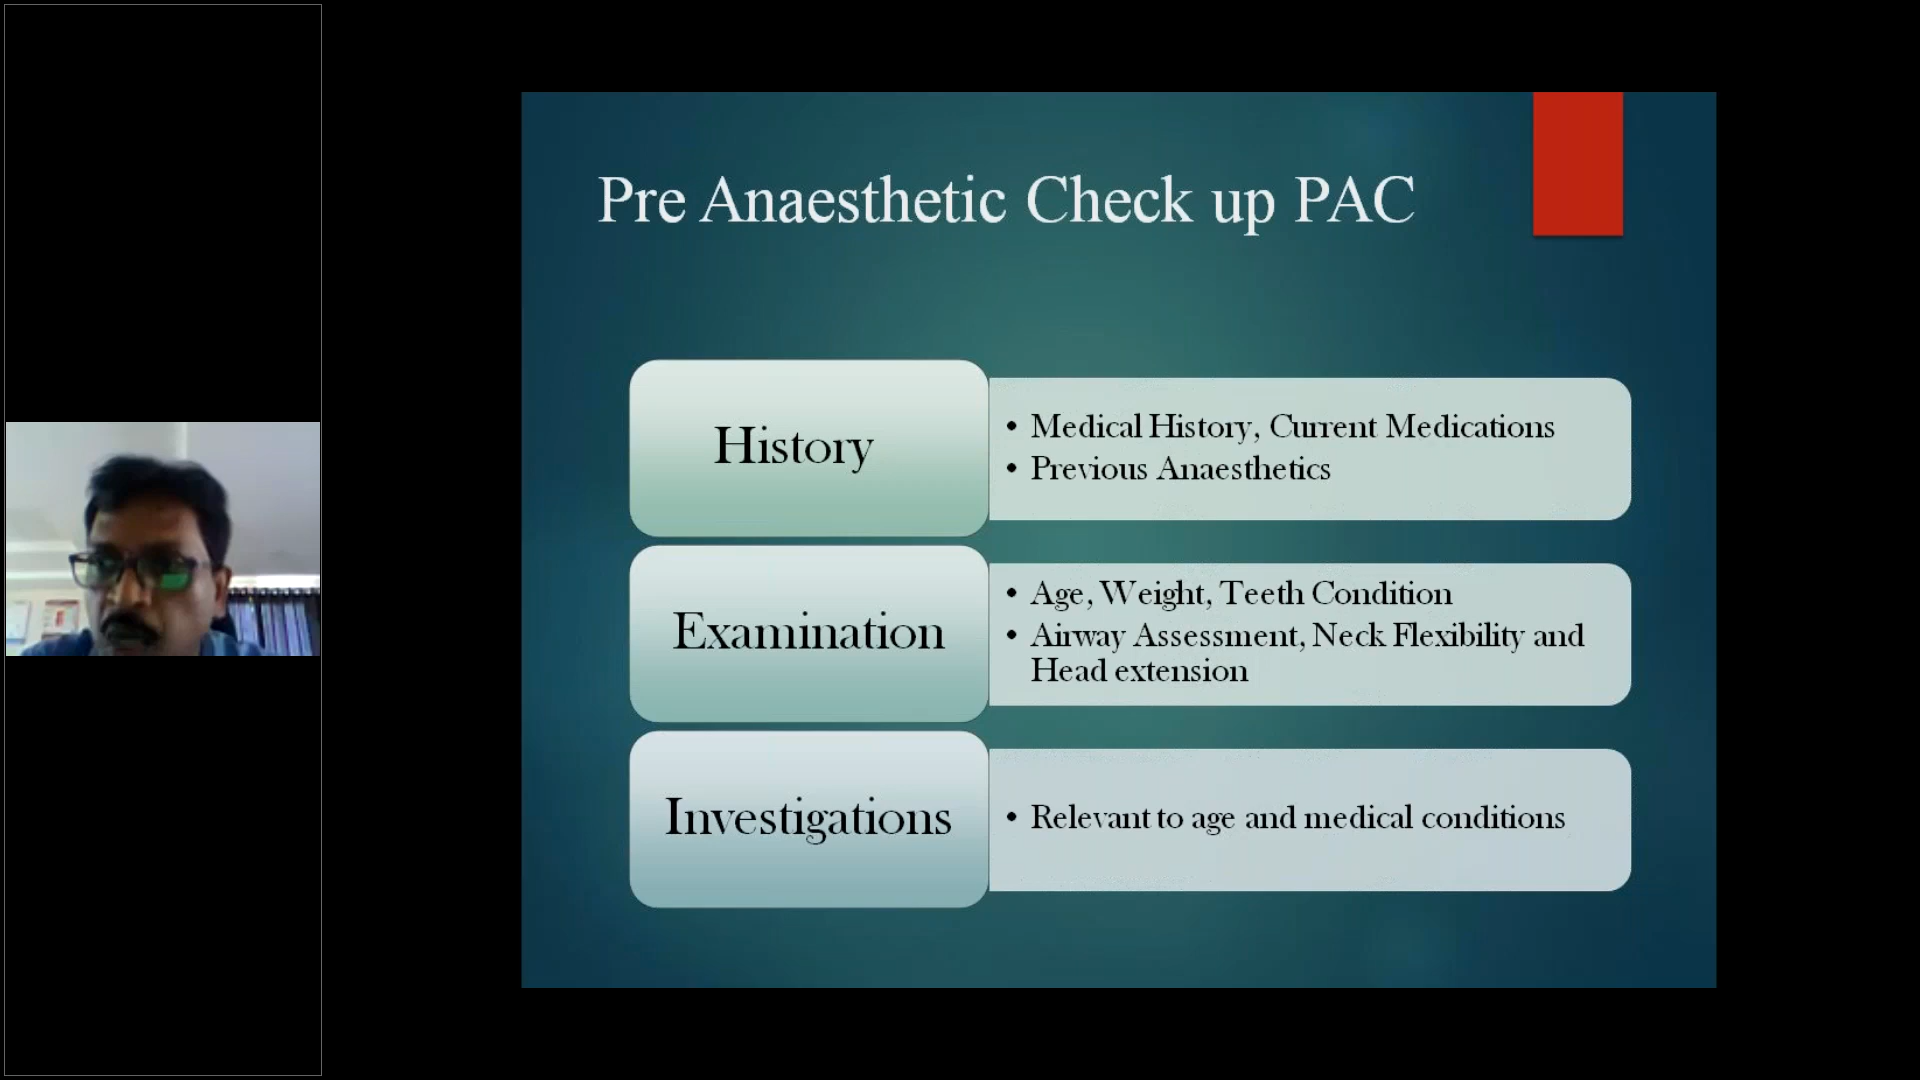 Pre Anaesthetic Check up PAC
History
• Medical History, Current Medications
• Previous Anaesthetics
Examination
• Age, Weight, Teeth Condition
• Airway Assessment, Neck Flexibility and
Head extension
Investigations
• Relevant to age and medical conditions